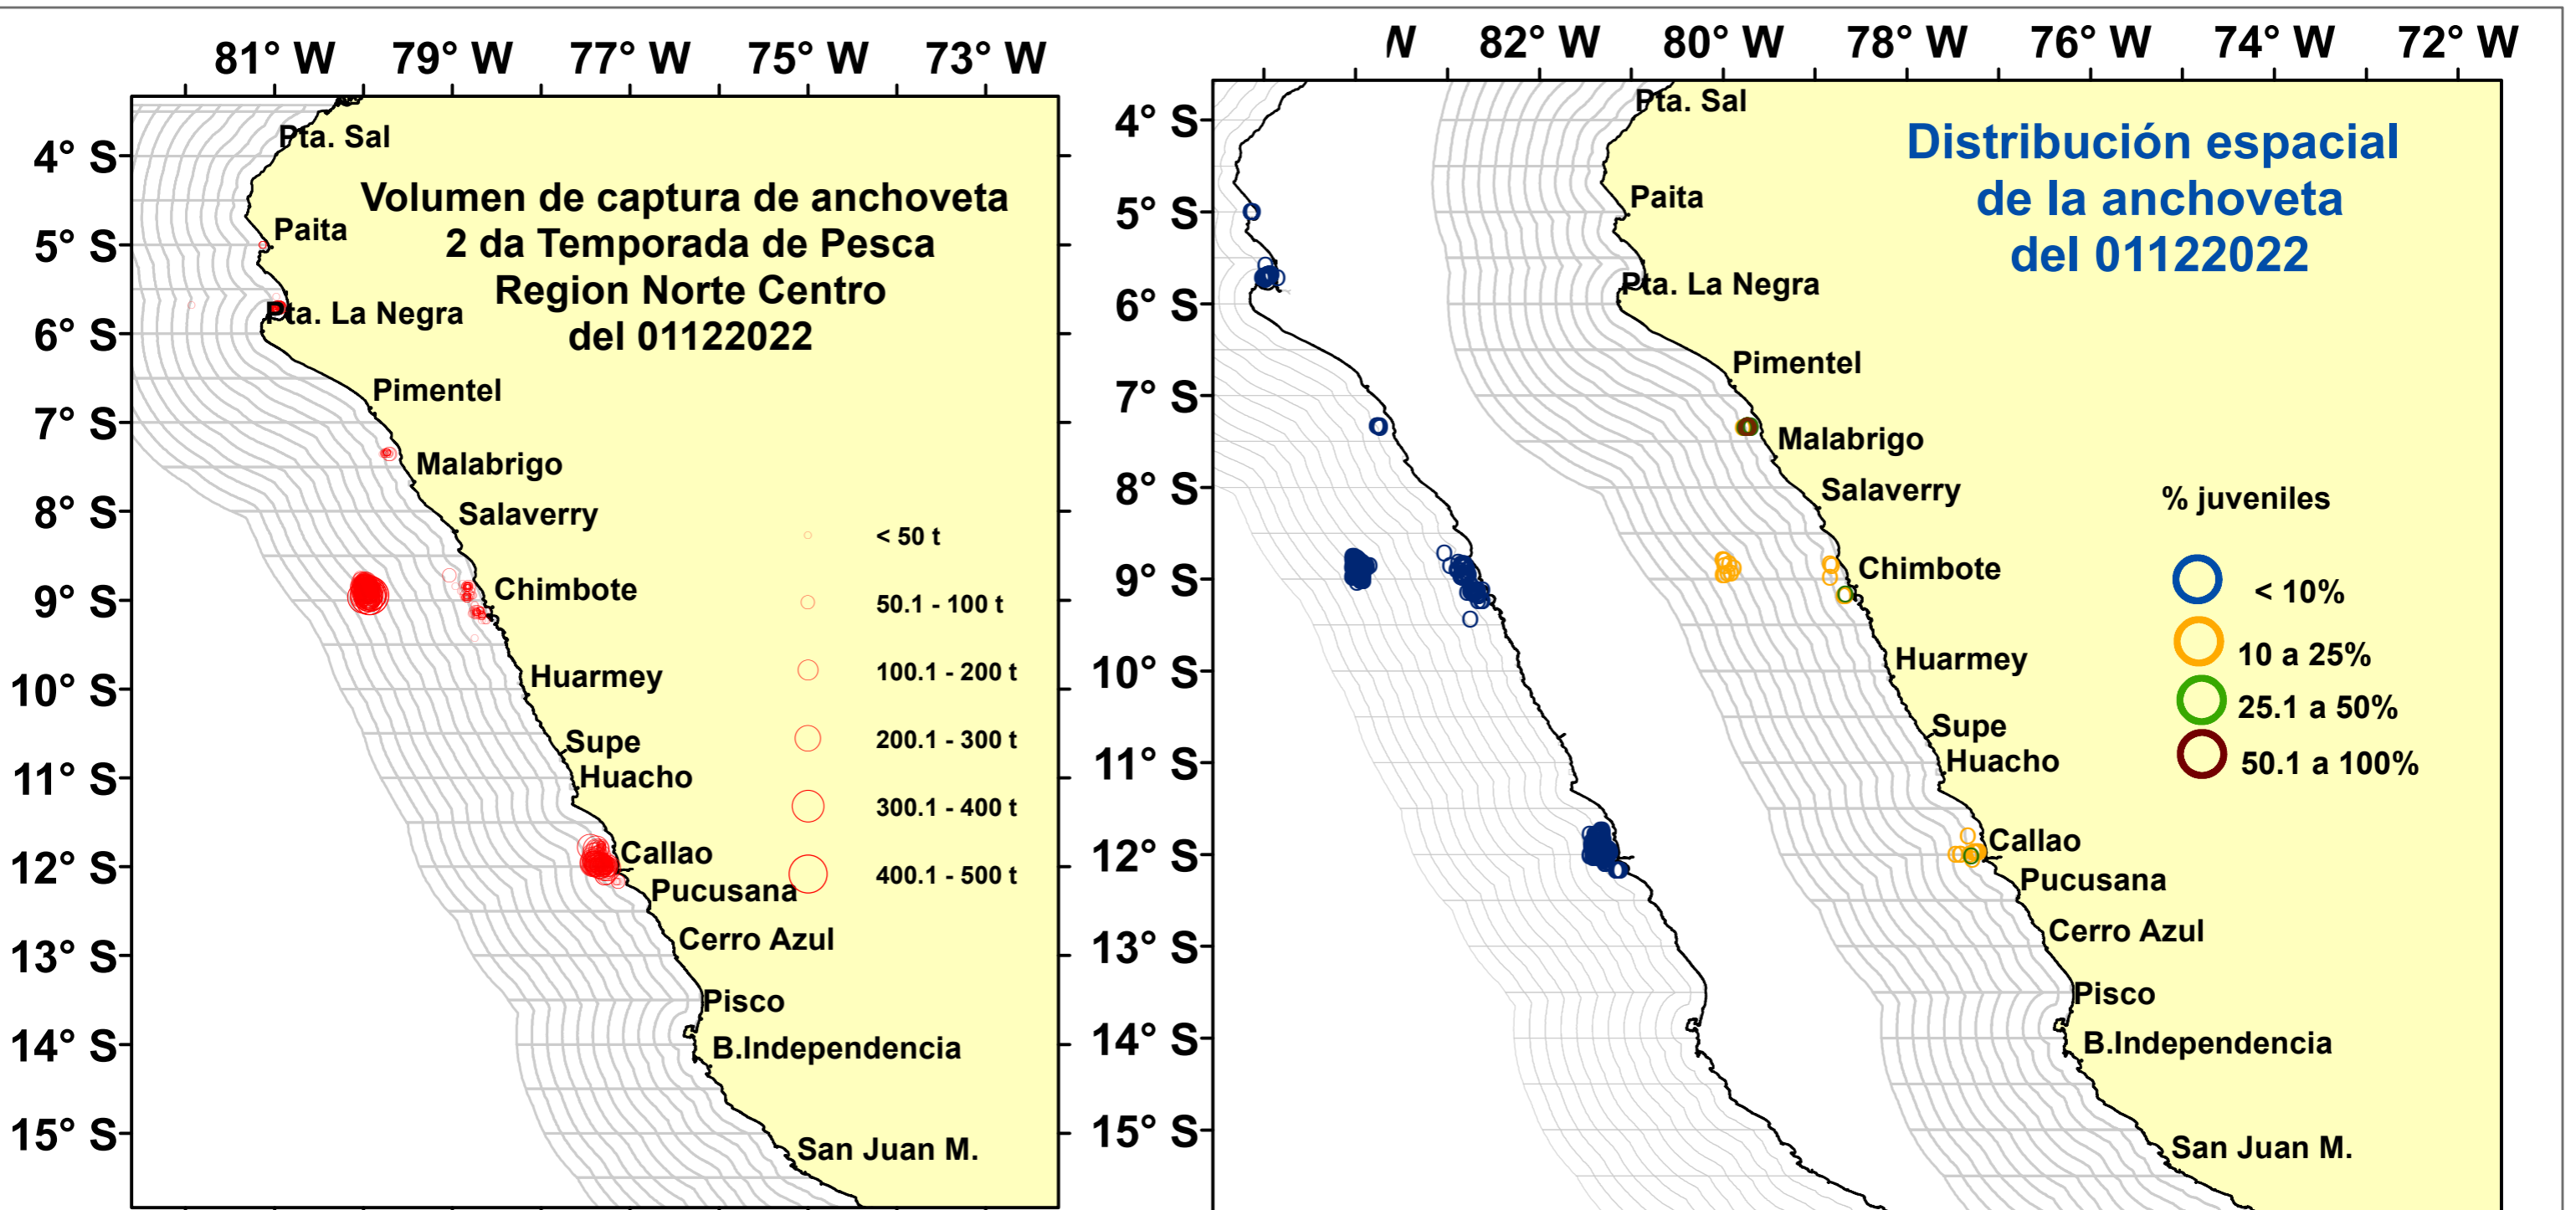 81° W 79° W 77° W 75° W 73° W
4° S
5° S
6° S
7° S
8° S
9° S
10° S
11° S
12° S
13° S
14° S
15° S
Volumen de captura de anchoveta
2 da Temporada de Pesca
Region Norte Centro
del 01122022
Pta. Sal
Paita
Pta. La Negra
Pimentel
Malabrigo
Salaverry
Chimbote
Huarmey
Supe
Huacho
Callao
Pucusana
Cerro Azul
Pisco
B.Independencia
San Juan M.
< 50 t
50.1 - 100 t
100.1 - 200 t
200.1 - 300 t
300.1 - 400 t
400.1 - 500 t
W 82° W 80° W 78° W 76° W 74° W 72° W
4° S
5° S
6° S
7° S
8° S
9° S
10° S
11° S
12° S
13° S
14° S
15° S
Distribución espacial
de la anchoveta
del 01122022
Pta. Sal
Paita
Pta. La Negra
Pimentel
Malabrigo
Salaverry
Chimbote
Huarmey
Supe
Huacho
Callao
Pucusana
Cerro Azul
Pisco
B.Independencia
San Juan M.
% juveniles
< 10%
10 a 25%
25.1 a 50%
50.1 a 100%